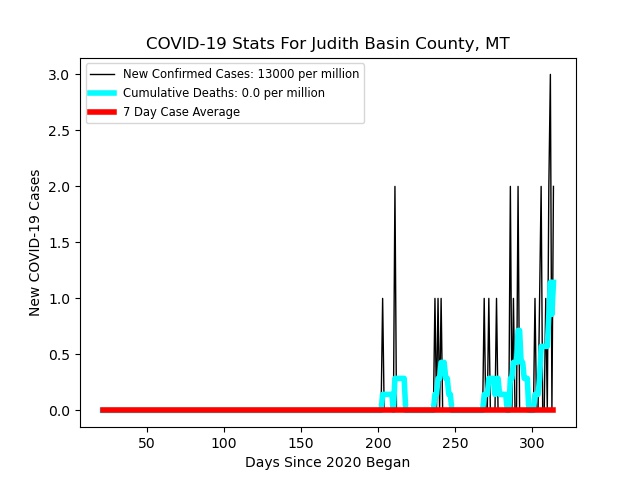 COVID-19 Stats For Judith Basin County, MT
New Confirmed Cases: 13000 per million
Cumulative Deaths: 0.0 per million
7 Day Case Average
New COVID-19 Cases
3.0
2.5
2.0
1.5
1.0
0.5
0.0
50 100 150 200 250 300
Days Since 2020 Began